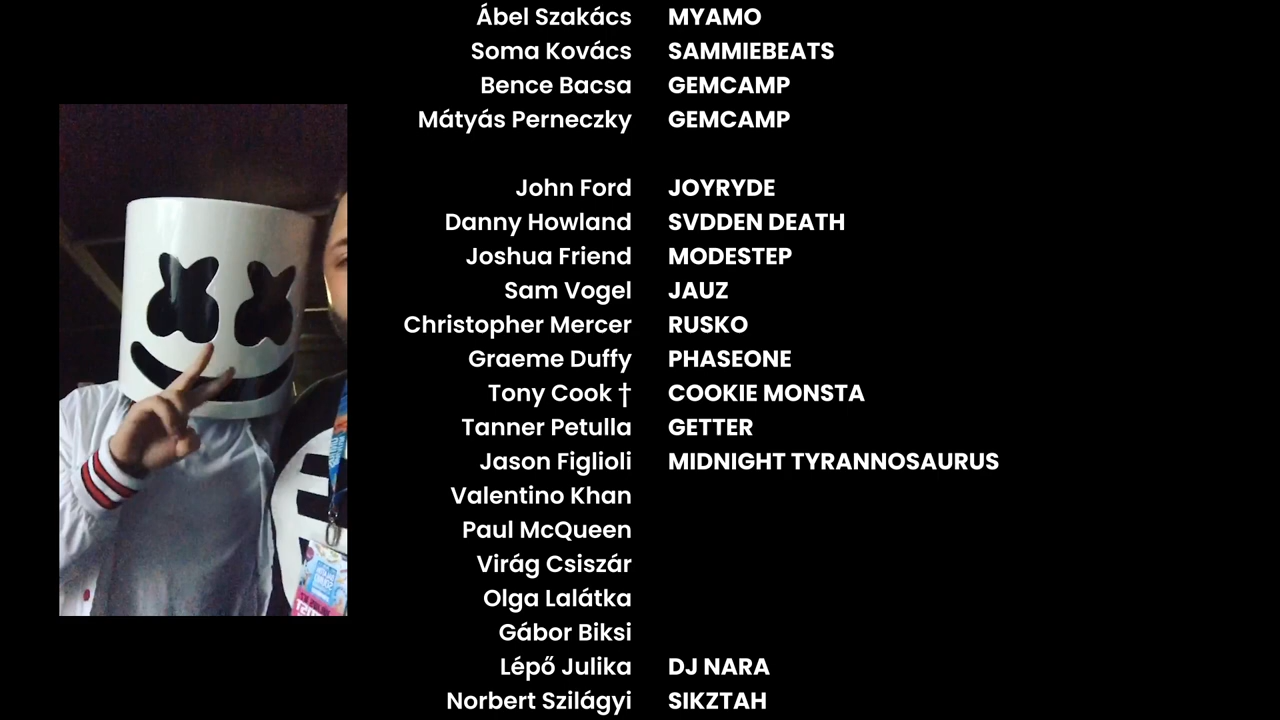 Ábel Szakács MYAMO
Soma Kovács SAMMIEBEATS
Bence Bacsa GEMCAMP
Mátyás Perneczky GEMCAMP
John Ford JOYRYDE
Danny Howland SVDDEN DEATH
Joshua Friend MODESTEP
Sam Vogel JAUZ
Christopher Mercer RUSKO
Graeme Duffy PHASEONE
Tony Cook † COOKIE MONSTA
Tanner Petulla GETTER
Jason Figlioli MIDNIGHT TYRANNOSAURUS
Valentino Khan
Paul McQueen
Virág Csiszár
Olga Lalátka
Gábor Biksi
Lépő Julika DJ NARA
Norbert Szilágyi SIKZTAH